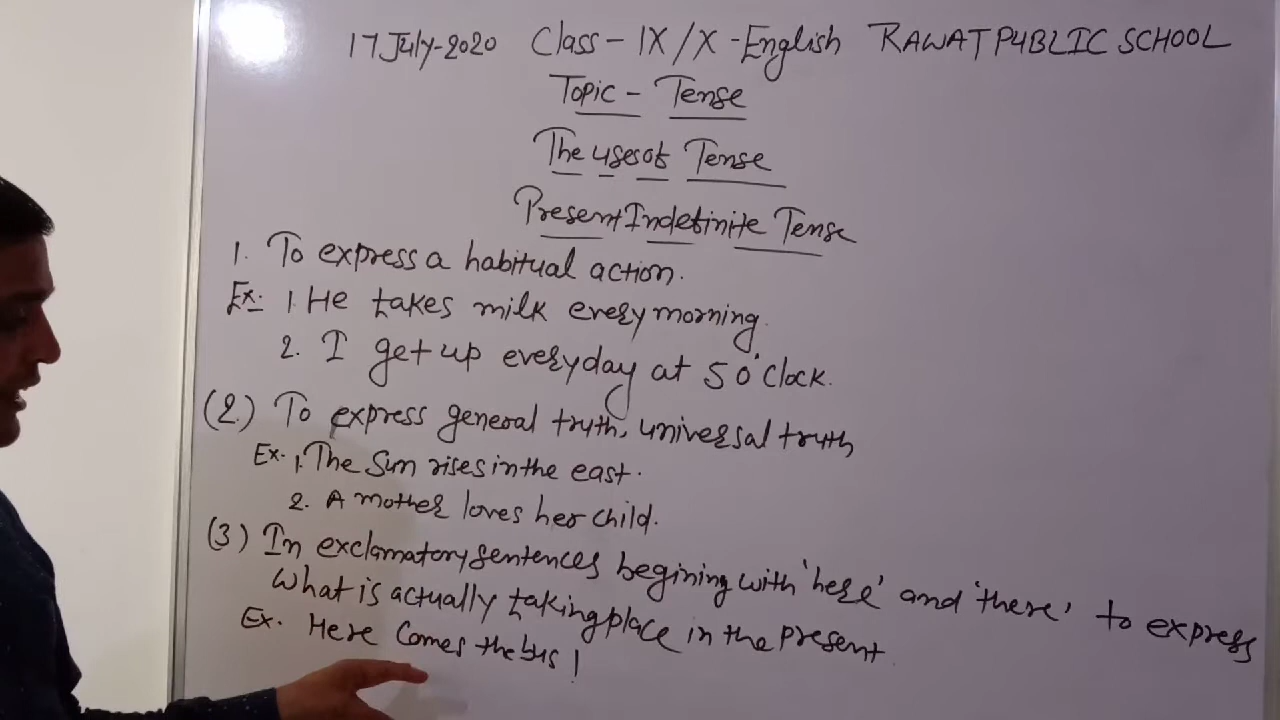 17 July-2020 Class - IX/X - English RAWAT PUBLIC SCHOOL
Topic - Tense
The uses of Tense
Present Indefinite Tense
1. To express a habitual action.
Ex. 1. He takes milk every morning.
2. I get up everyday at 5 o'clock.
(2.) To express general truth, universal truth
Ex. 1. The Sun rises in the east.
2. A mother loves her child.
(3) In exclamatory sentences begining with 'here' and 'there' to express
What is actually taking place in the present
Ex. Here Comes the bus!